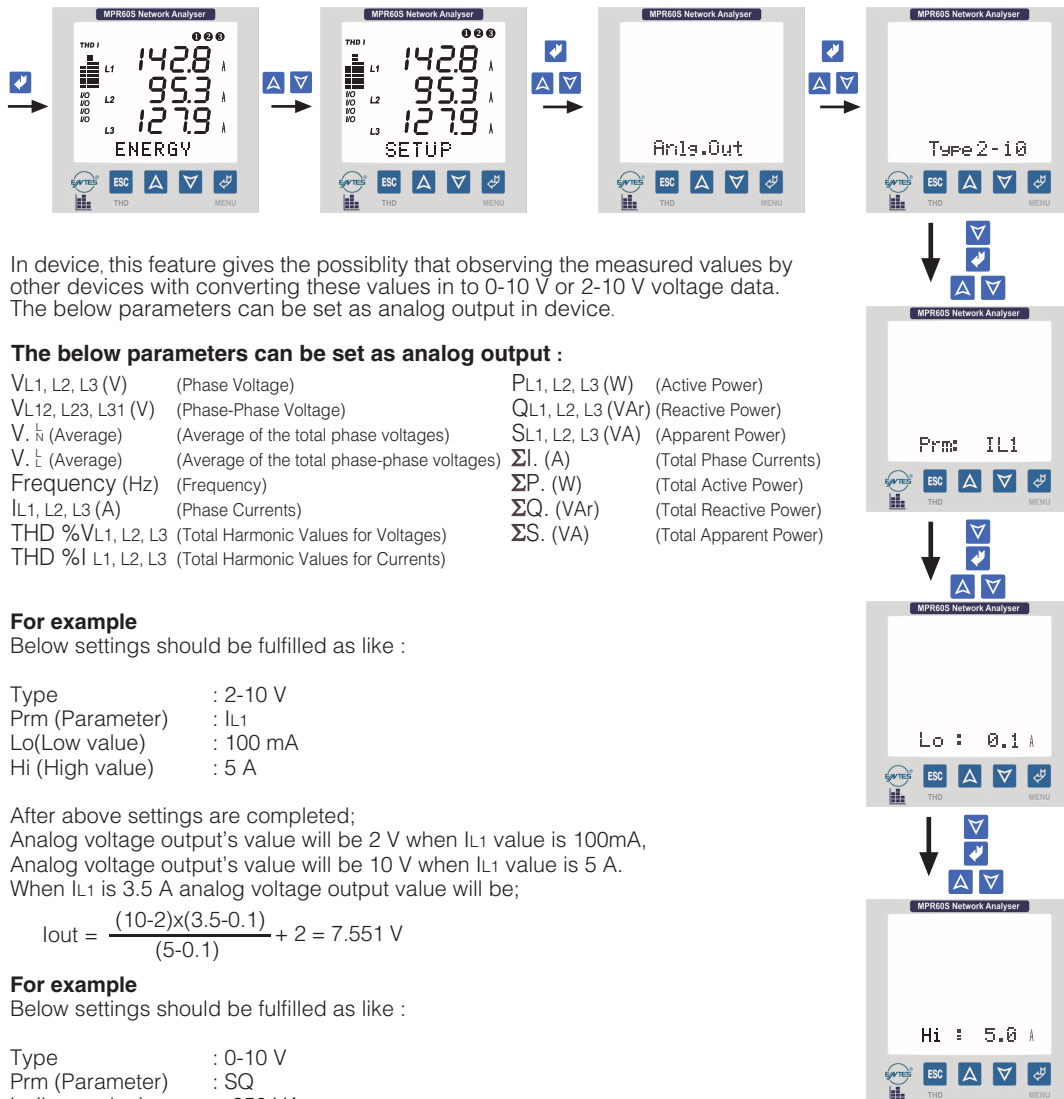 MPR60S Network Analyser
THD I
❶❷❸
L1 142.8 A
I/O
I/O
I/O
I/O
L2 95.3 A
L3 127.9 A
ENERGY
ENTES ESC
THD MENU
MPR60S Network Analyser
THD I
❶❷❸
L1 142.8 A
I/O
I/O
I/O
I/O
L2 95.3 A
L3 127.9 A
SETUP
ENTES ESC
THD MENU
MPR60S Network Analyser
Anlg.Out
ENTES ESC
THD MENU
MPR60S Network Analyser
Type2-10
ENTES ESC
THD MENU
In device, this feature gives the possiblity that observing the measured values by
other devices with converting these values in to 0-10 V or 2-10 V voltage data.
The below parameters can be set as analog output in device.
The below parameters can be set as analog output :
VL1, L2, L3 (V) (Phase Voltage)
VL12, L23, L31 (V) (Phase-Phase Voltage)
V. L N (Average) (Average of the total phase voltages)
V. L L (Average) (Average of the total phase-phase voltages)
Frequency (Hz) (Frequency)
IL1, L2, L3 (A) (Phase Currents)
THD %VL1, L2, L3 (Total Harmonic Values for Voltages)
THD %I L1, L2, L3 (Total Harmonic Values for Currents)
PL1, L2, L3 (W) (Active Power)
QL1, L2, L3 (VAr) (Reactive Power)
SL1, L2, L3 (VA) (Apparent Power)
ΣI. (A) (Total Phase Currents)
ΣP. (W) (Total Active Power)
ΣQ. (VAr) (Total Reactive Power)
ΣS. (VA) (Total Apparent Power)
MPR60S Network Analyser
Prm: IL1
ENTES ESC
THD MENU
For example
Below settings should be fulfilled as like :
Type : 2-10 V
Prm (Parameter) : IL1
Lo(Low value) : 100 mA
Hi (High value) : 5 A
MPR60S Network Analyser
Lo : 0.1 A
ENTES ESC
THD MENU
After above settings are completed;
Analog voltage output's value will be 2 V when IL1 value is 100mA,
Analog voltage output's value will be 10 V when IL1 value is 5 A.
When IL1 is 3.5 A analog voltage output value will be;
Iout = (10-2)x(3.5-0.1) / (5-0.1) + 2 = 7.551 V
For example
Below settings should be fulfilled as like :
Type : 0-10 V
Prm (Parameter) : SQ
MPR60S Network Analyser
Hi : 5.0 A
ENTES ESC
THD MENU